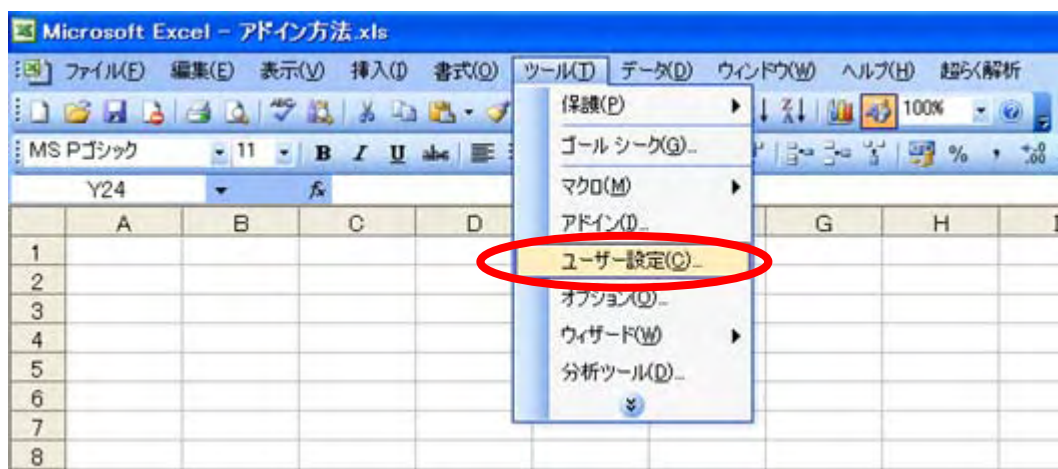 Microsoft Excel - アドイン方法.xls
ファイル(F) 編集(E) 表示(V) 挿入(I) 書式(O) ツール(T) データ(D) ウィンドウ(W) ヘルプ(H) 超らく解析
100%
MS Pゴシック 11 B I U abc % ,
Y24 fx
A B C D G H I
保護(P)
ゴール シーク(G)...
マクロ(M)
アドイン(I)...
ユーザー設定(C)...
オプション(O)...
ウィザード(W)
分析ツール(D)...
1
2
3
4
5
6
7
8